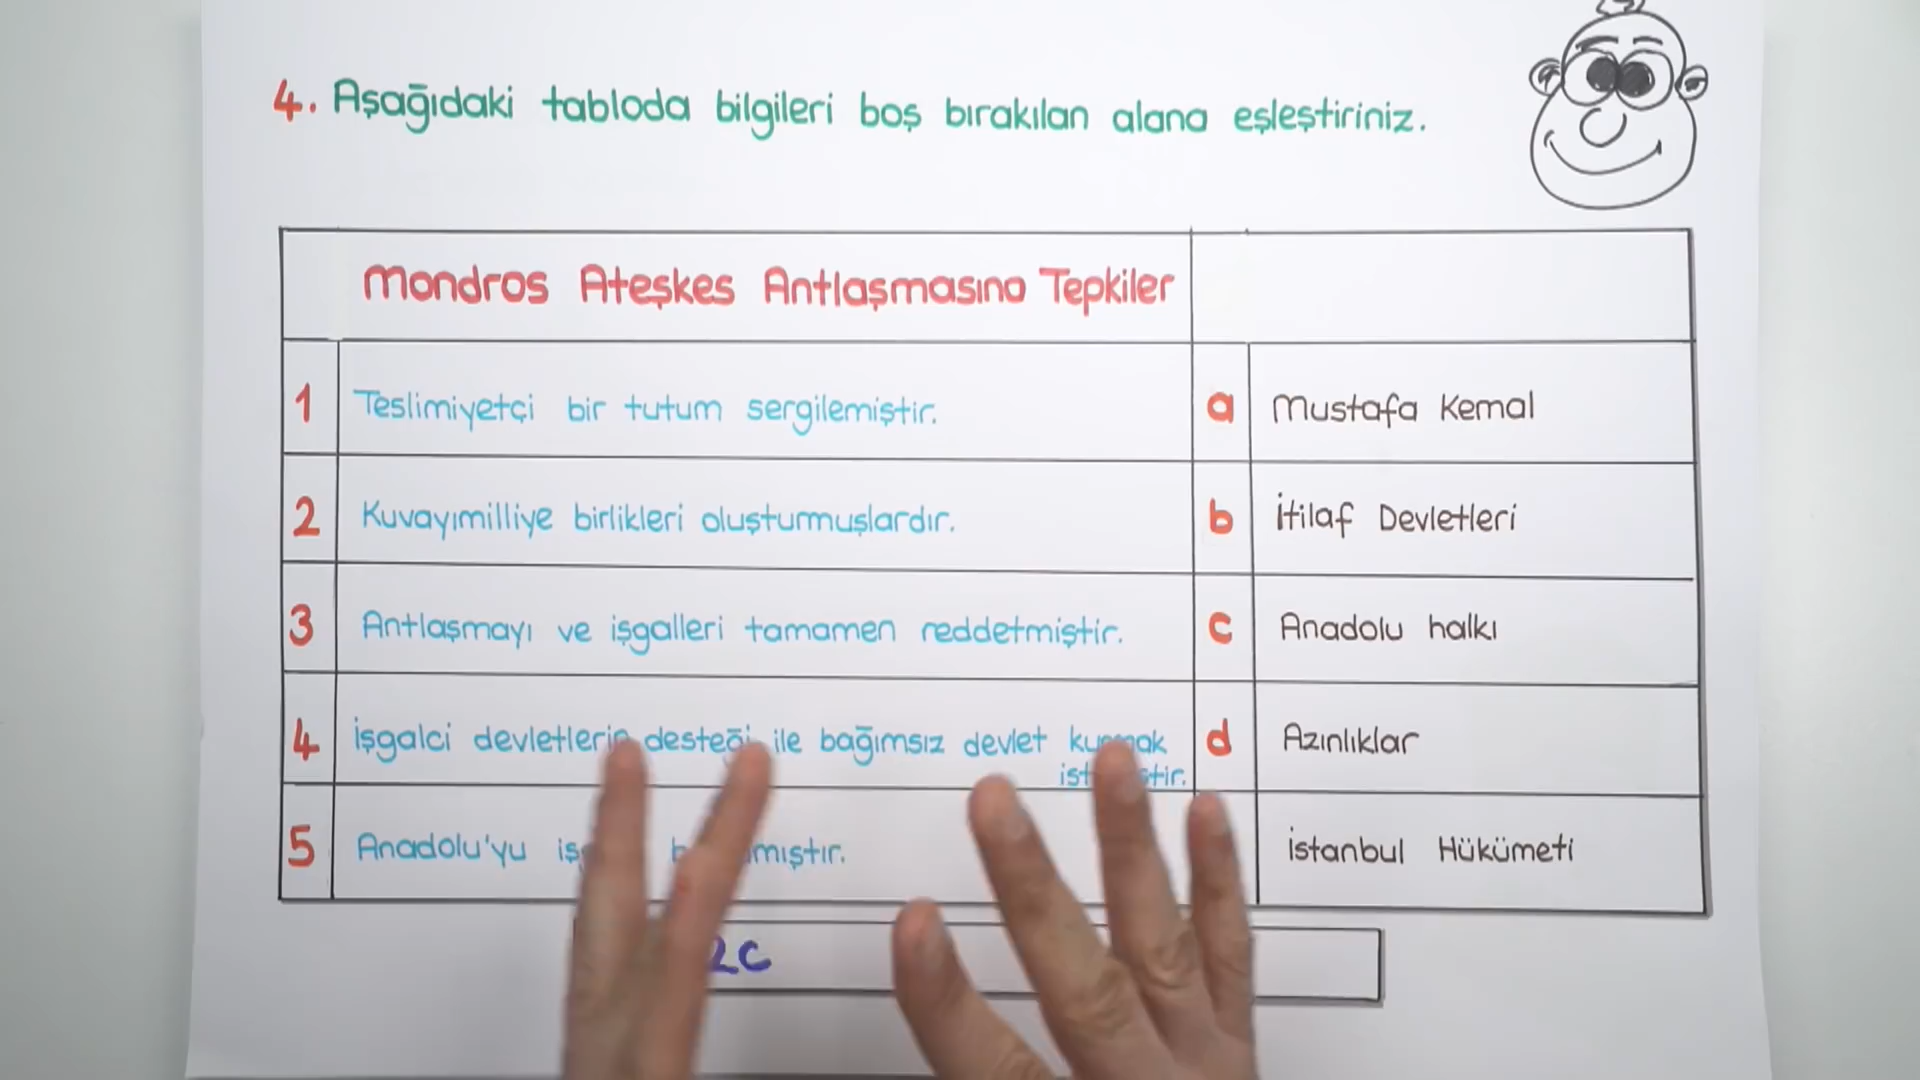 4. Aşağıdaki tabloda bilgileri boş bırakılan alana eşleştiriniz.
Mondros Ateşkes Antlaşmasına Tepkiler
1 Teslimiyetçi bir tutum sergilemiştir. a Mustafa Kemal
2 Kuvayımilliye birlikleri oluşturmuşlardır. b İtilaf Devletleri
3 Antlaşmayı ve işgalleri tamamen reddetmiştir. c Anadolu halkı
4 İşgalci devletlerin desteği ile bağımsız devlet d Azınlıklar
5 Anadolu'yu İstanbul Hükümeti
2C